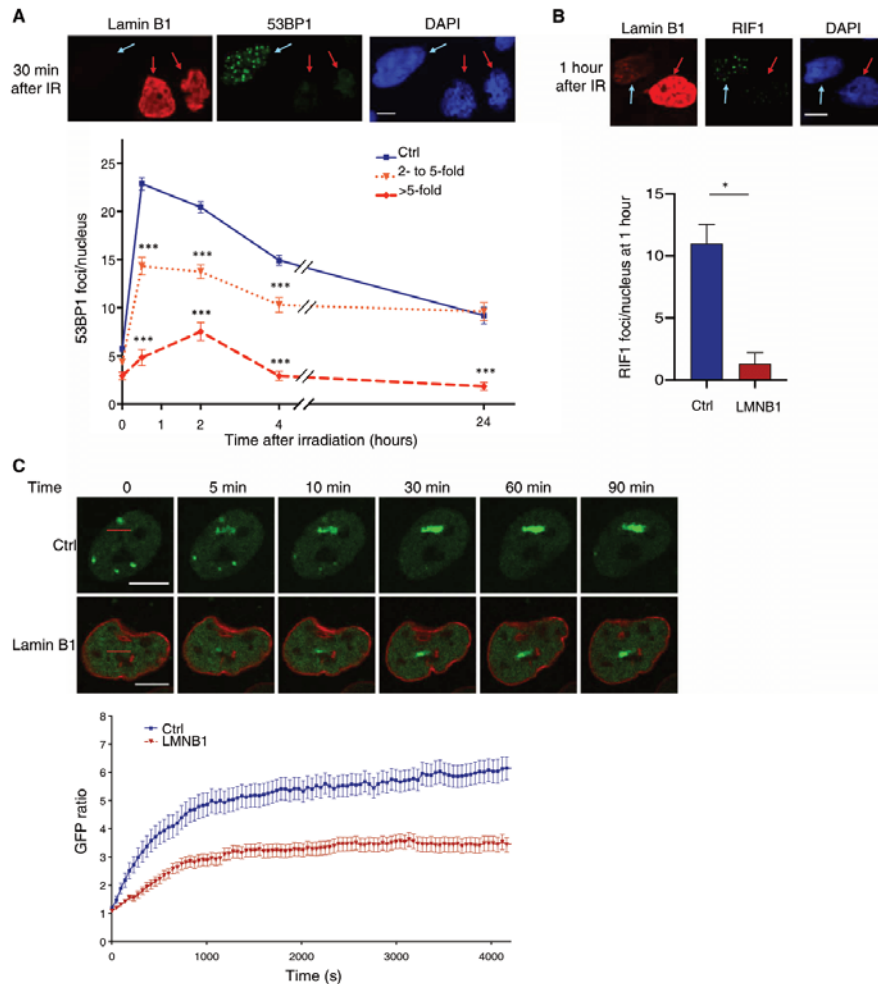 A
Lamin B1 53BP1 DAPI
30 min
after IR
Ctrl
2- to 5-fold
>5-fold
53BP1 foci/nucleus
25
20
15
10
5
0
*** *** ***
*** *** *** ***
0 1 2 4 24
Time after irradiation (hours)
B
Lamin B1 RIF1 DAPI
1 hour
after IR
*
RIF1 foci/nucleus at 1 hour
15
10
5
0
Ctrl LMNB1
C
Time 0 5 min 10 min 30 min 60 min 90 min
Ctrl
Lamin B1
Ctrl
LMNB1
GFP ratio
8
7
6
5
4
3
2
1
0
0 1000 2000 3000 4000
Time (s)